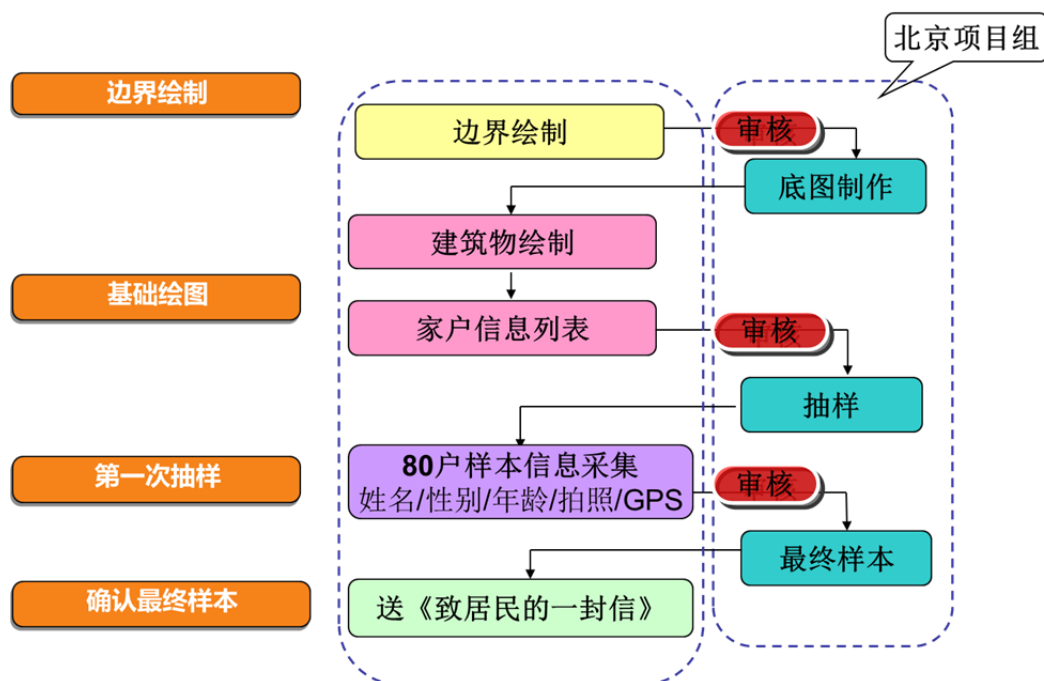 北京项目组
边界绘制
边界绘制
审核
底图制作
建筑物绘制
基础绘图
家户信息列表
审核
抽样
第一次抽样
80户样本信息采集
姓名/性别/年龄/拍照/GPS
审核
最终样本
确认最终样本
送《致居民的一封信》